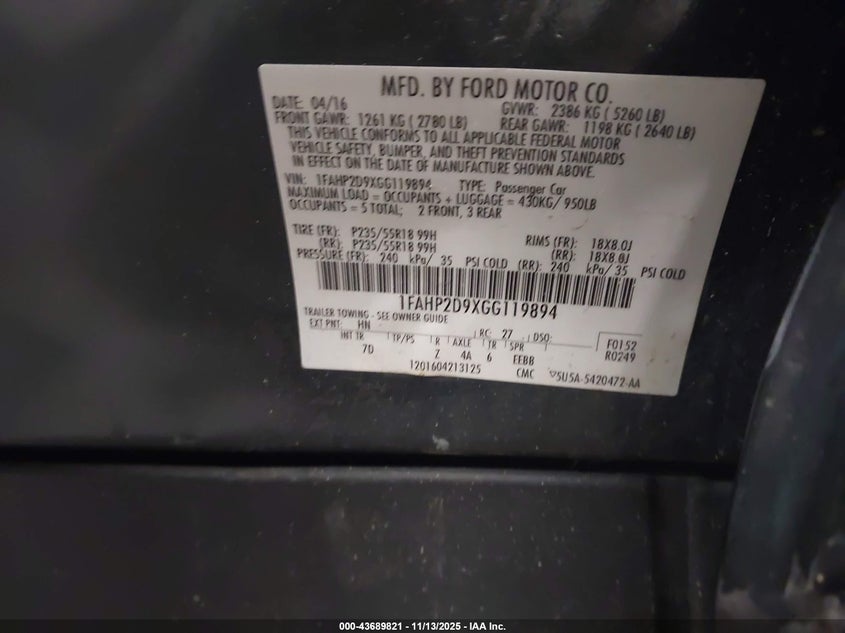 MFD. BY FORD MOTOR CO.
DATE: 04/16 GVWR: 2386 KG ( 5260 LB)
FRONT GAWR: 1261 KG ( 2780 LB) REAR GAWR: 1198 KG ( 2640 LB)
THIS VEHICLE CONFORMS TO ALL APPLICABLE FEDERAL MOTOR
VEHICLE SAFETY, BUMPER, AND THEFT PREVENTION STANDARDS
IN EFFECT ON THE DATE OF MANUFACTURE SHOWN ABOVE.
VIN: 1FAHP2D9XGG119894 TYPE: Passenger Car
MAXIMUM LOAD = OCCUPANTS + LUGGAGE = 430KG/ 950LB
OCCUPANTS = 5 TOTAL; 2 FRONT, 3 REAR
TIRE (FR): P235/55R18 99H RIMS (FR): 18X8.0J
(RR): P235/55R18 99H (RR): 18X8.0J
PRESSURE (FR): 240 kPa/ 35 PSI COLD (RR): 240 kPa/ 35 PSI COLD
1FAHP2D9XGG119894
TRAILER TOWING - SEE OWNER GUIDE
EXT PNT: HN RC: 27 DSO: F0152
INT TR TP/PS R AXLE TR SPR R0249
7D Z 4A 6 EEBB
1201604213125 CMC 5U5A-5420472-AA
000-43689821 - 11/13/2025 - IAA Inc.